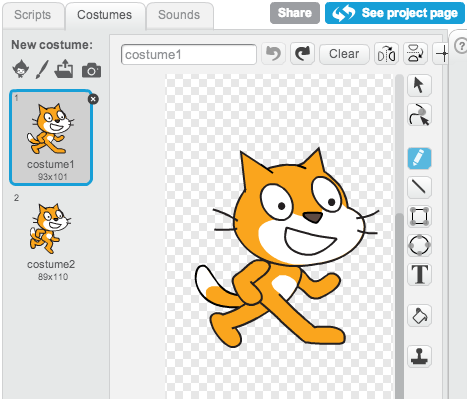 Scripts Costumes Sounds Share See project page
New costume:
costume1 Clear
1
costume1
93x101
2
costume2
89x110
T
?